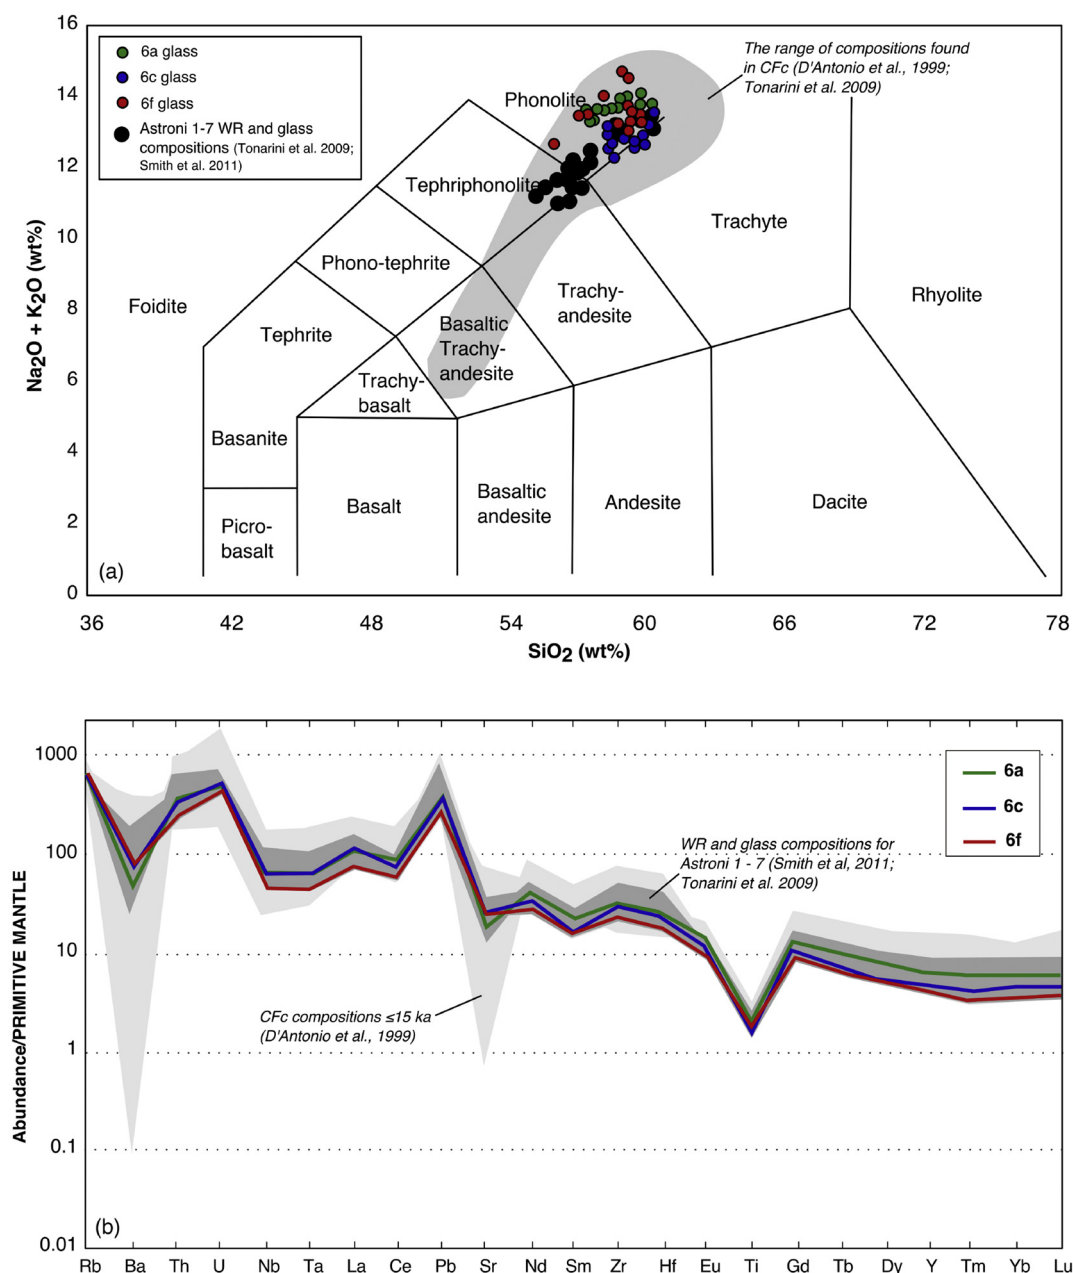 16
14
12
10
8
6
4
2
0
Na2O + K2O (wt%)
6a glass
6c glass
6f glass
Astroni 1-7 WR and glass
compositions (Tonarini et al. 2009;
Smith et al. 2011)
The range of compositions found
in CFc (D'Antonio et al., 1999;
Tonarini et al. 2009)
Phonolite
Tephriphonolite
Trachyte
Phono-tephrite
Foidite
Trachy-
andesite
Rhyolite
Tephrite
Basaltic
Trachy-
andesite
Trachy-
basalt
Basanite
Basalt
Basaltic
andesite
Andesite
Dacite
Picro-
basalt
(a)
36 42 48 54 60 66 72 78
SiO2 (wt%)
1000
100
10
1
0.1
0.01
Abundance/PRIMITIVE MANTLE
6a
6c
6f
WR and glass compositions for
Astroni 1 - 7 (Smith et al, 2011;
Tonarini et al. 2009)
CFc compositions ≤15 ka
(D'Antonio et al., 1999)
(b)
Rb Ba Th U Nb Ta La Ce Pb Sr Nd Sm Zr Hf Eu Ti Gd Tb Dy Y Tm Yb Lu